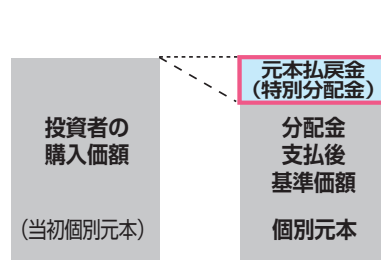 元本払戻金
（特別分配金）
投資者の
購入価額
（当初個別元本）
分配金
支払後
基準価額
個別元本